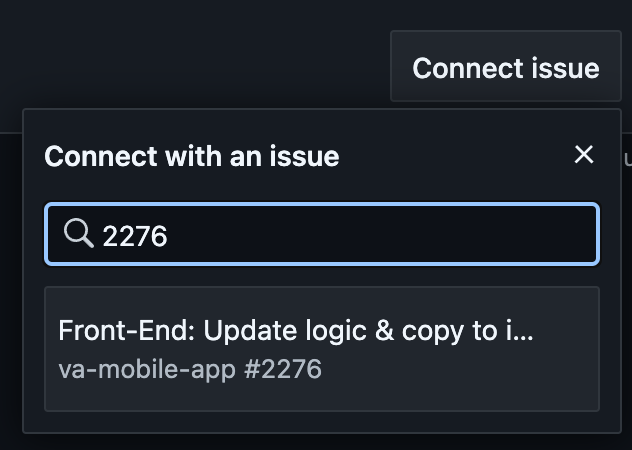 Connect issue
Connect with an issue
2276
Front-End: Update logic & copy to i...
va-mobile-app #2276